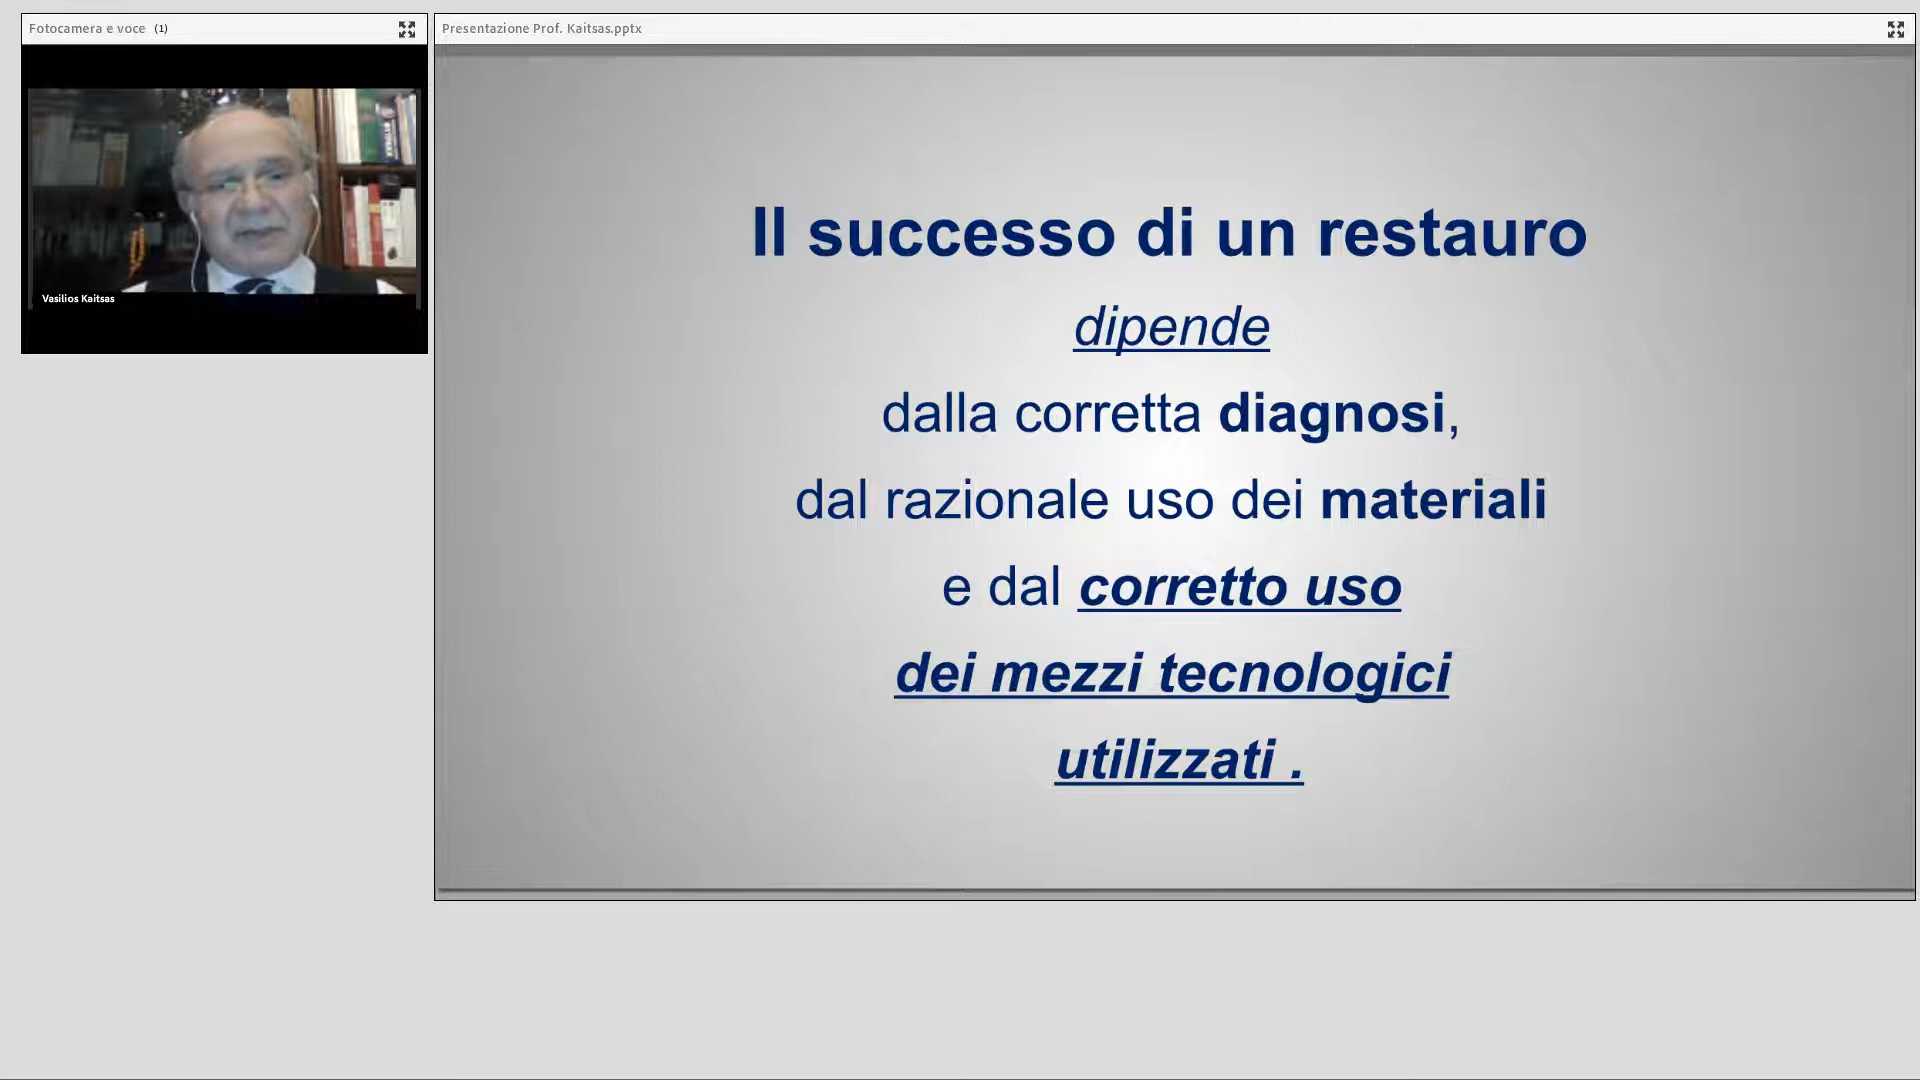 Fotocamera e voce (1)
Presentazione Prof. Kaitsas.pptx
Vasilios Kaitsas
Il successo di un restauro
dipende
dalla corretta diagnosi,
dal razionale uso dei materiali
e dal corretto uso
dei mezzi tecnologici
utilizzati .